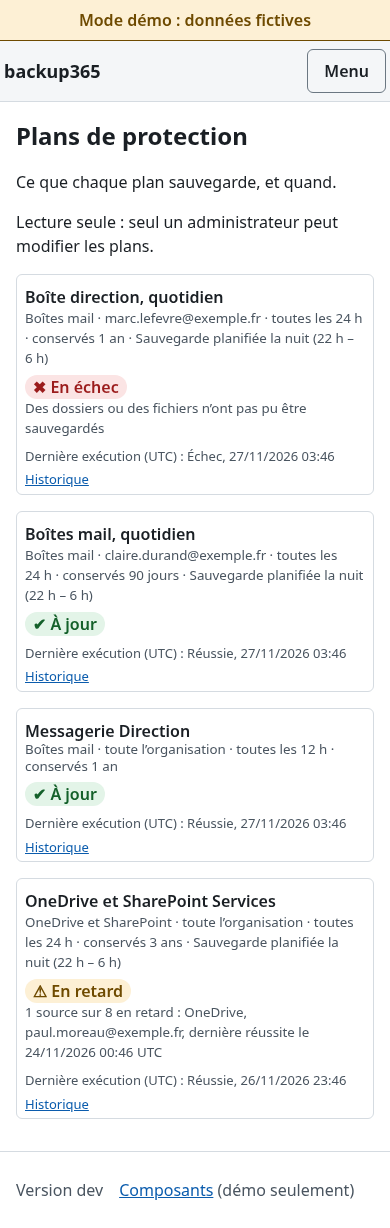 Mode démo : données fictives
backup365
Menu
Plans de protection
Ce que chaque plan sauvegarde, et quand.
Lecture seule : seul un administrateur peut
modifier les plans.
Boîte direction, quotidien
Boîtes mail · marc.lefevre@exemple.fr · toutes les 24 h
· conservés 1 an · Sauvegarde planifiée la nuit (22 h –
6 h)
✖ En échec
Des dossiers ou des fichiers n’ont pas pu être
sauvegardés
Dernière exécution (UTC) : Échec, 27/11/2026 03:46
Historique
Boîtes mail, quotidien
Boîtes mail · claire.durand@exemple.fr · toutes les
24 h · conservés 90 jours · Sauvegarde planifiée la nuit
(22 h – 6 h)
✔ À jour
Dernière exécution (UTC) : Réussie, 27/11/2026 03:46
Historique
Messagerie Direction
Boîtes mail · toute l’organisation · toutes les 12 h ·
conservés 1 an
✔ À jour
Dernière exécution (UTC) : Réussie, 27/11/2026 03:46
Historique
OneDrive et SharePoint Services
OneDrive et SharePoint · toute l’organisation · toutes
les 24 h · conservés 3 ans · Sauvegarde planifiée la
nuit (22 h – 6 h)
⚠ En retard
1 source sur 8 en retard : OneDrive,
paul.moreau@exemple.fr, dernière réussite le
24/11/2026 00:46 UTC
Dernière exécution (UTC) : Réussie, 26/11/2026 23:46
Historique
Version dev Composants (démo seulement)